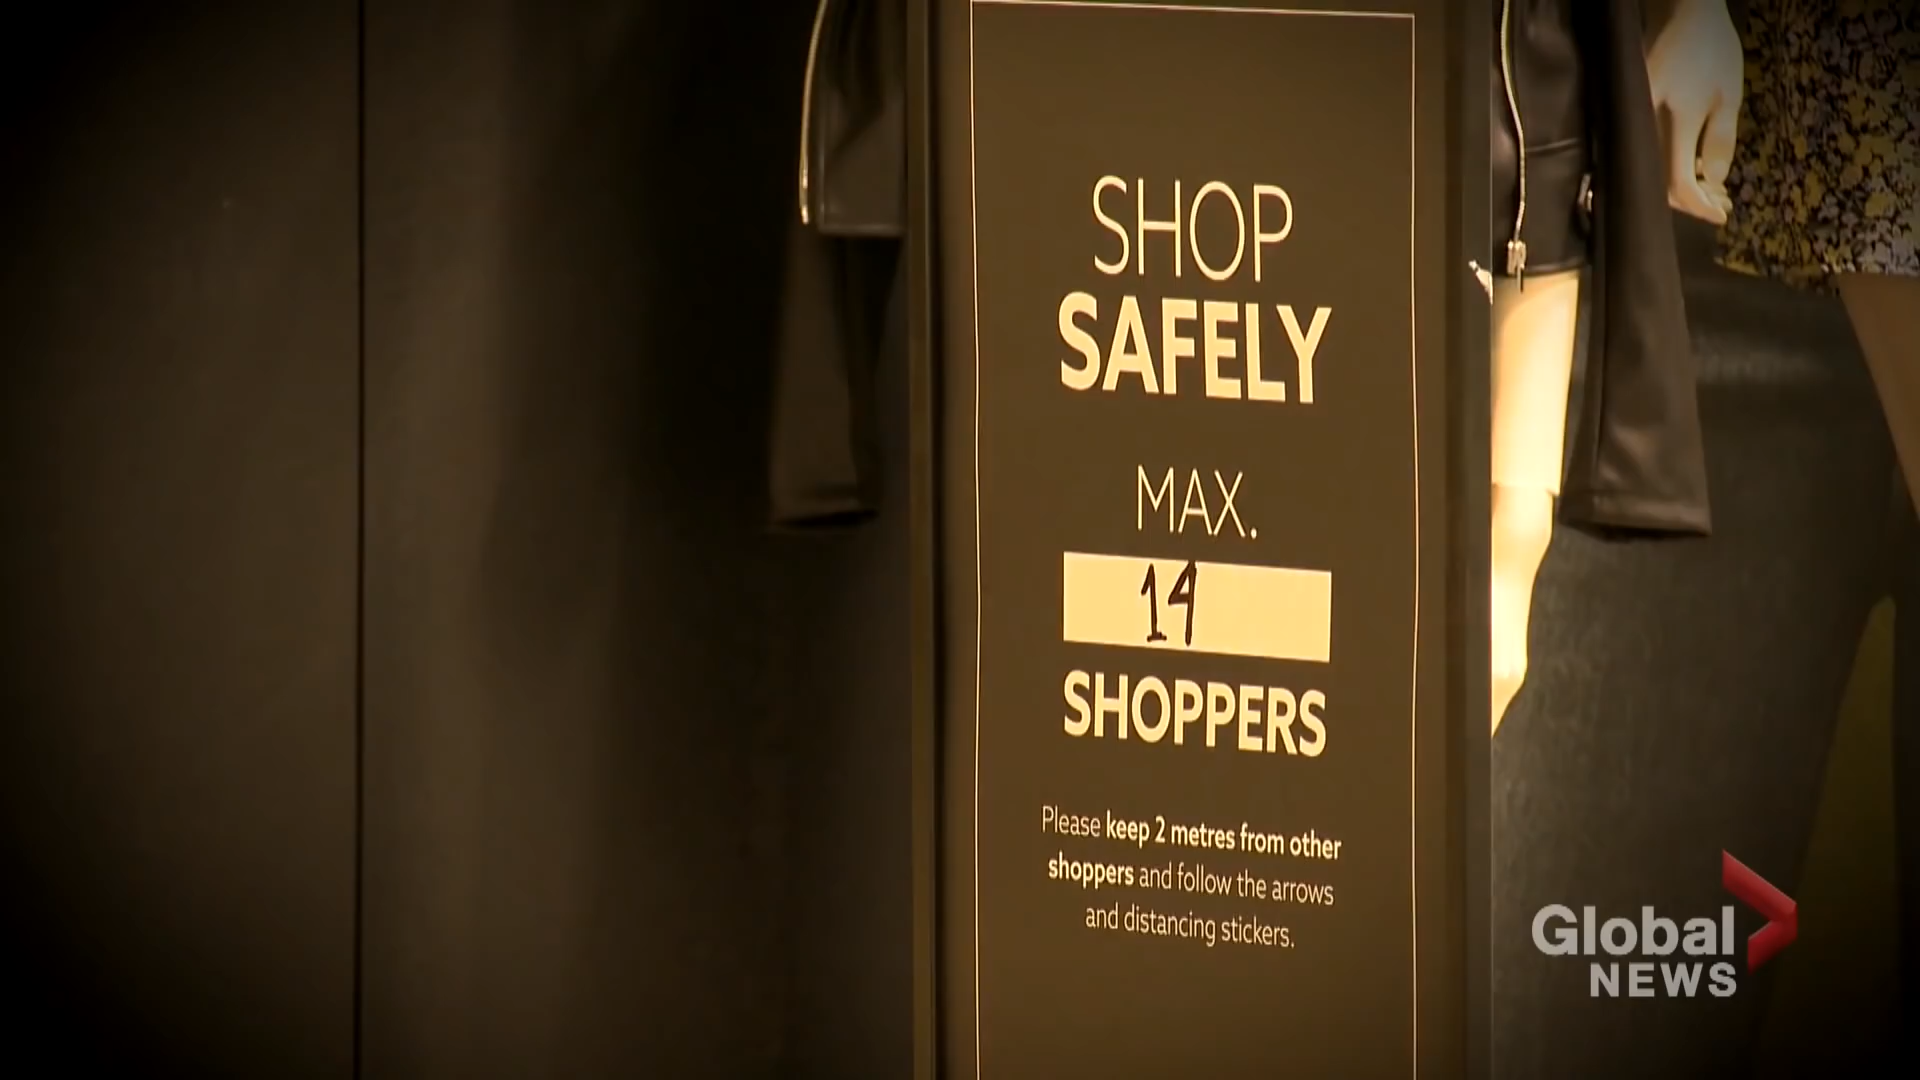 SHOP
SAFELY
MAX.
14
SHOPPERS
Please keep 2 metres from other
shoppers and follow the arrows
and distancing stickers.
Global
NEWS